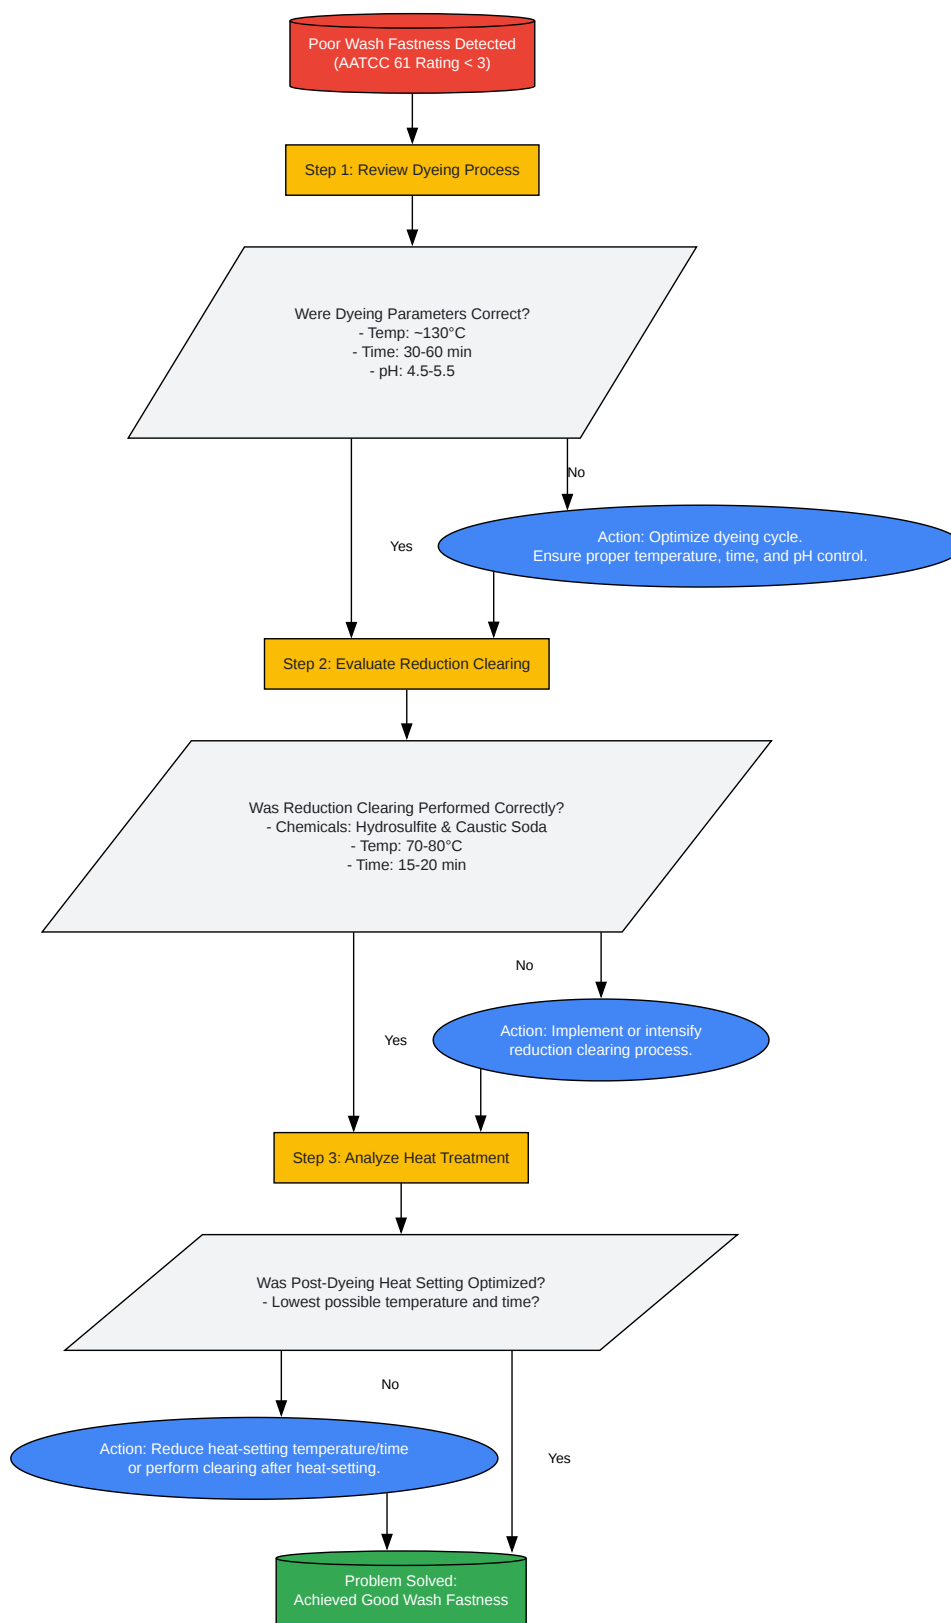 Poor Wash Fastness Detected
(AATCC 61 Rating < 3)
Step 1: Review Dyeing Process
Were Dyeing Parameters Correct?
- Temp: ~130°C
- Time: 30-60 min
- pH: 4.5-5.5
No
Yes
Action: Optimize dyeing cycle.
Ensure proper temperature, time, and pH control.
Step 2: Evaluate Reduction Clearing
Was Reduction Clearing Performed Correctly?
- Chemicals: Hydrosulfite & Caustic Soda
- Temp: 70-80°C
- Time: 15-20 min
No
Yes
Action: Implement or intensify
reduction clearing process.
Step 3: Analyze Heat Treatment
Was Post-Dyeing Heat Setting Optimized?
- Lowest possible temperature and time?
No
Action: Reduce heat-setting temperature/time
or perform clearing after heat-setting.
Yes
Problem Solved:
Achieved Good Wash Fastness